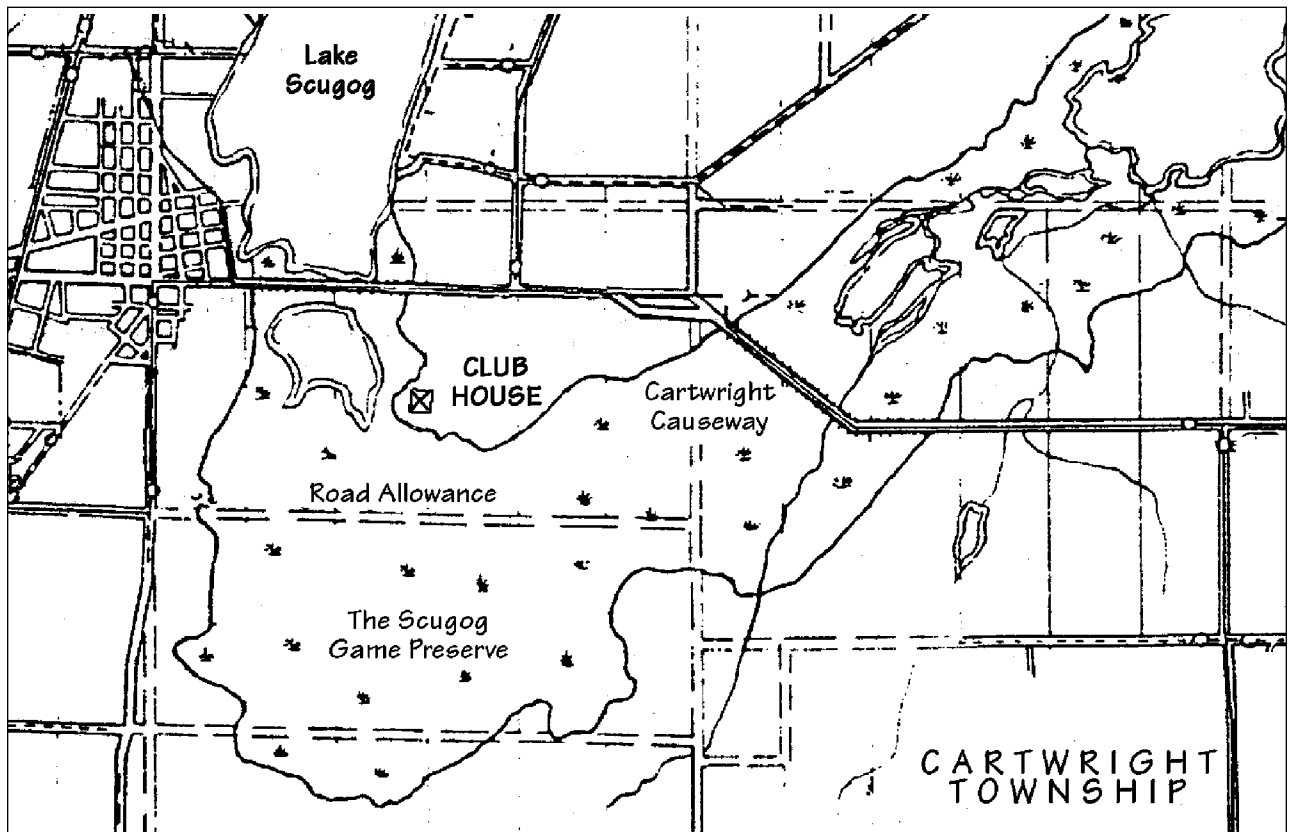 Lake
Scugog
CLUB
HOUSE
Cartwright
Causeway
Road Allowance
The Scugog
Game Preserve
CARTWRIGHT
TOWNSHIP